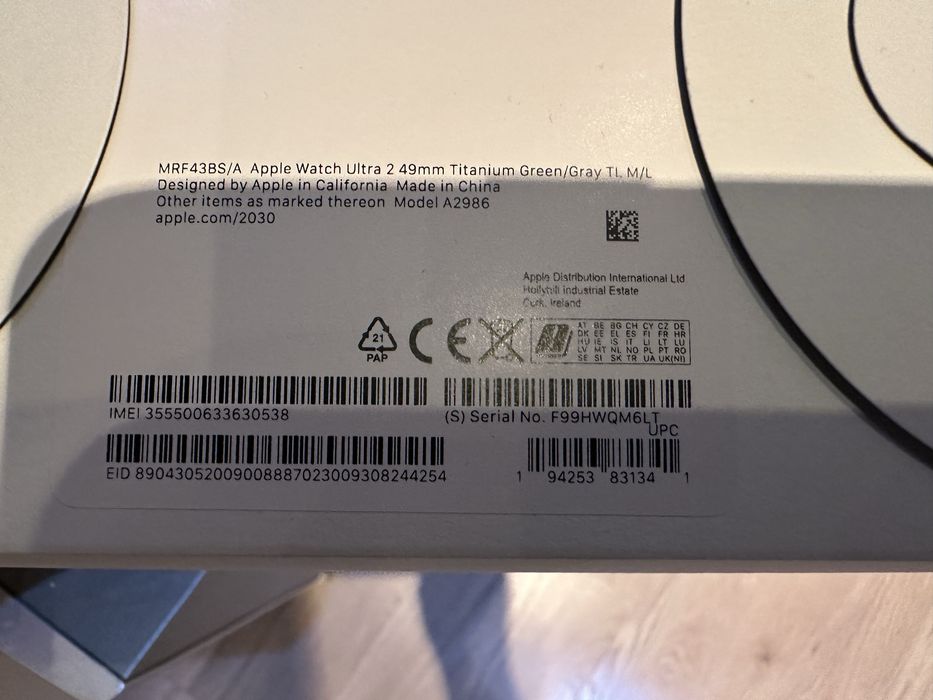 MRF43BS/A Apple Watch Ultra 2 49mm Titanium Green/Gray TL M/L
Designed by Apple in California Made in China
Other items as marked thereon Model A2986
apple.com/2030
Apple Distribution International Ltd
Hollyhill Industrial Estate
Cork, Ireland
21
PAP
CE
AT BE BG CH CY CZ DE
DK EE EL ES FI FR HR
HU IE IS IT LI LT LU
LV MT NL NO PL PT RO
SE SI SK TR UA UK(NI)
IMEI 355500633630538
(S) Serial No. F99HWQM6LT
UPC
EID 89043052009008887023009308244254
1 94253 83134 1